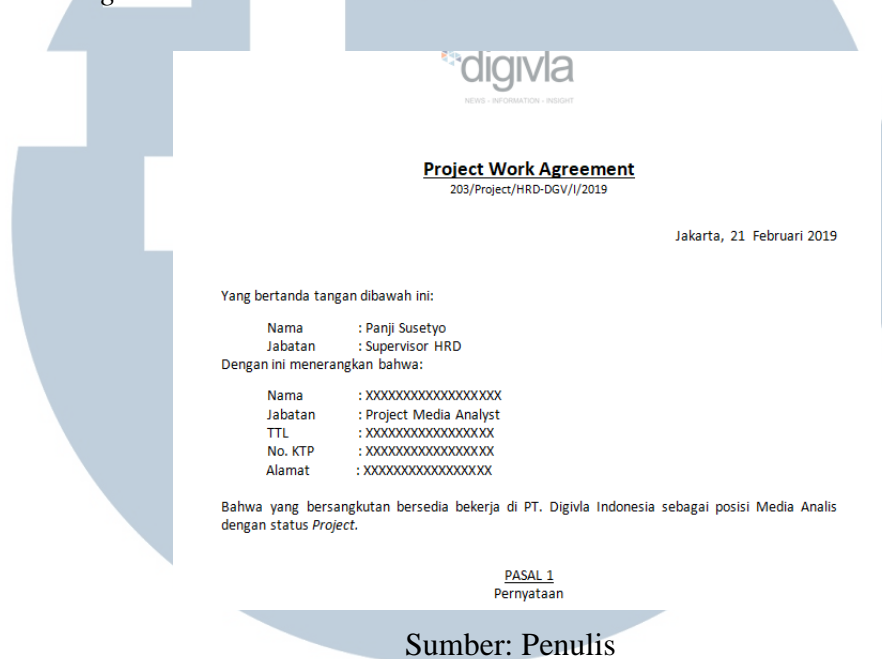 digivla
NEWS - INFORMATION - INSIGHT
Project Work Agreement
203/Project/HRD-DGV/I/2019
Jakarta, 21 Februari 2019
Yang bertanda tangan dibawah ini:
Nama : Panji Susetyo
Jabatan : Supervisor HRD
Dengan ini menerangkan bahwa:
Nama : XXXXXXXXXXXXXXXXXX
Jabatan : Project Media Analyst
TTL : XXXXXXXXXXXXXXXXX
No. KTP : XXXXXXXXXXXXXXXXX
Alamat : XXXXXXXXXXXXXXXXX
Bahwa yang bersangkutan bersedia bekerja di PT. Digivla Indonesia sebagai posisi Media Analis
dengan status Project.
PASAL 1
Pernyataan
Sumber: Penulis